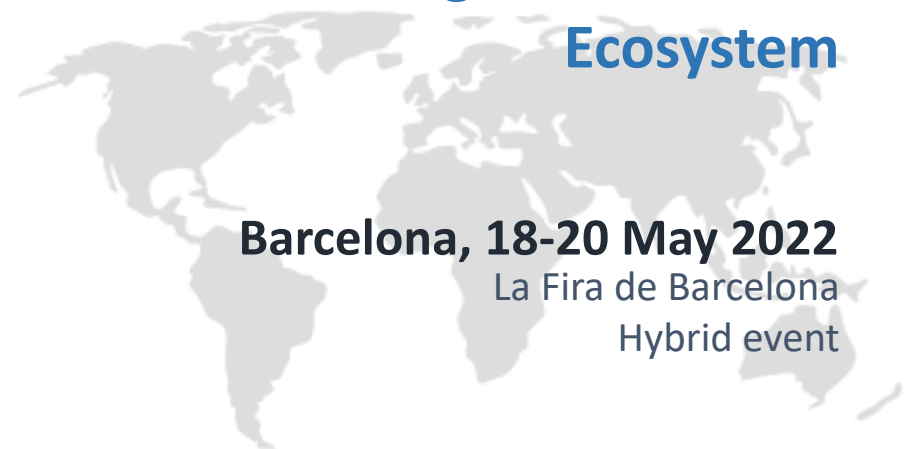 Ecosystem
Barcelona, 18-20 May 2022
La Fira de Barcelona
Hybrid event